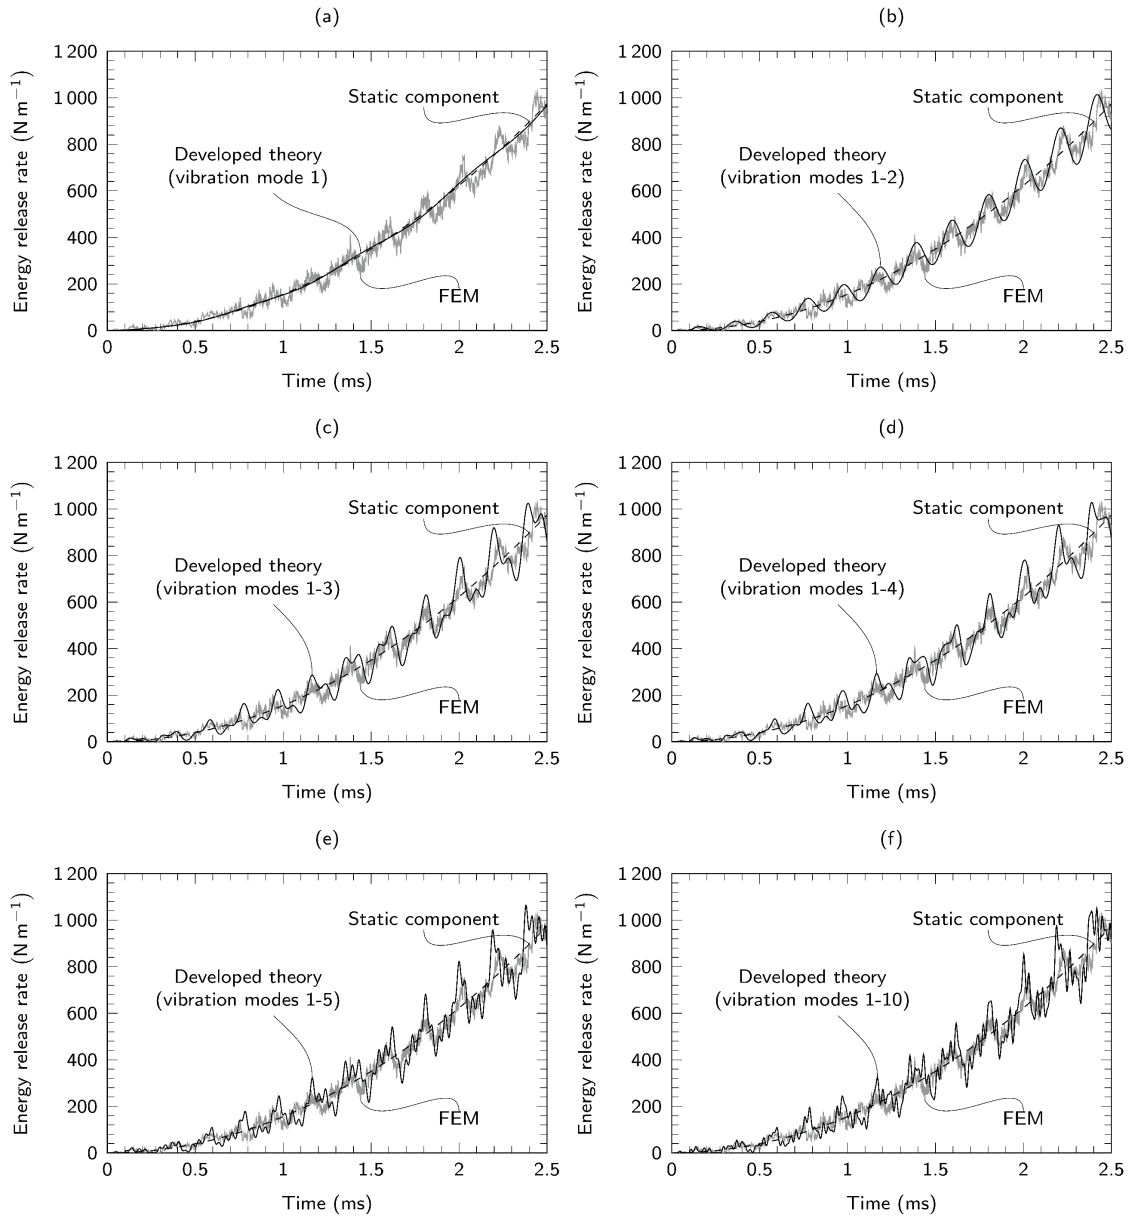 (a)
1 200
1 000
800
600
400
200
0
Energy release rate (N m−1)
Static component
Developed theory
(vibration mode 1)
FEM
0 0.5 1 1.5 2 2.5
Time (ms)
(b)
1 200
1 000
800
600
400
200
0
Energy release rate (N m−1)
Static component
Developed theory
(vibration modes 1-2)
FEM
0 0.5 1 1.5 2 2.5
Time (ms)
(c)
1 200
1 000
800
600
400
200
0
Energy release rate (N m−1)
Static component
Developed theory
(vibration modes 1-3)
FEM
0 0.5 1 1.5 2 2.5
Time (ms)
(d)
1 200
1 000
800
600
400
200
0
Energy release rate (N m−1)
Static component
Developed theory
(vibration modes 1-4)
FEM
0 0.5 1 1.5 2 2.5
Time (ms)
(e)
1 200
1 000
800
600
400
200
0
Energy release rate (N m−1)
Static component
Developed theory
(vibration modes 1-5)
FEM
0 0.5 1 1.5 2 2.5
Time (ms)
(f)
1 200
1 000
800
600
400
200
0
Energy release rate (N m−1)
Static component
Developed theory
(vibration modes 1-10)
FEM
0 0.5 1 1.5 2 2.5
Time (ms)